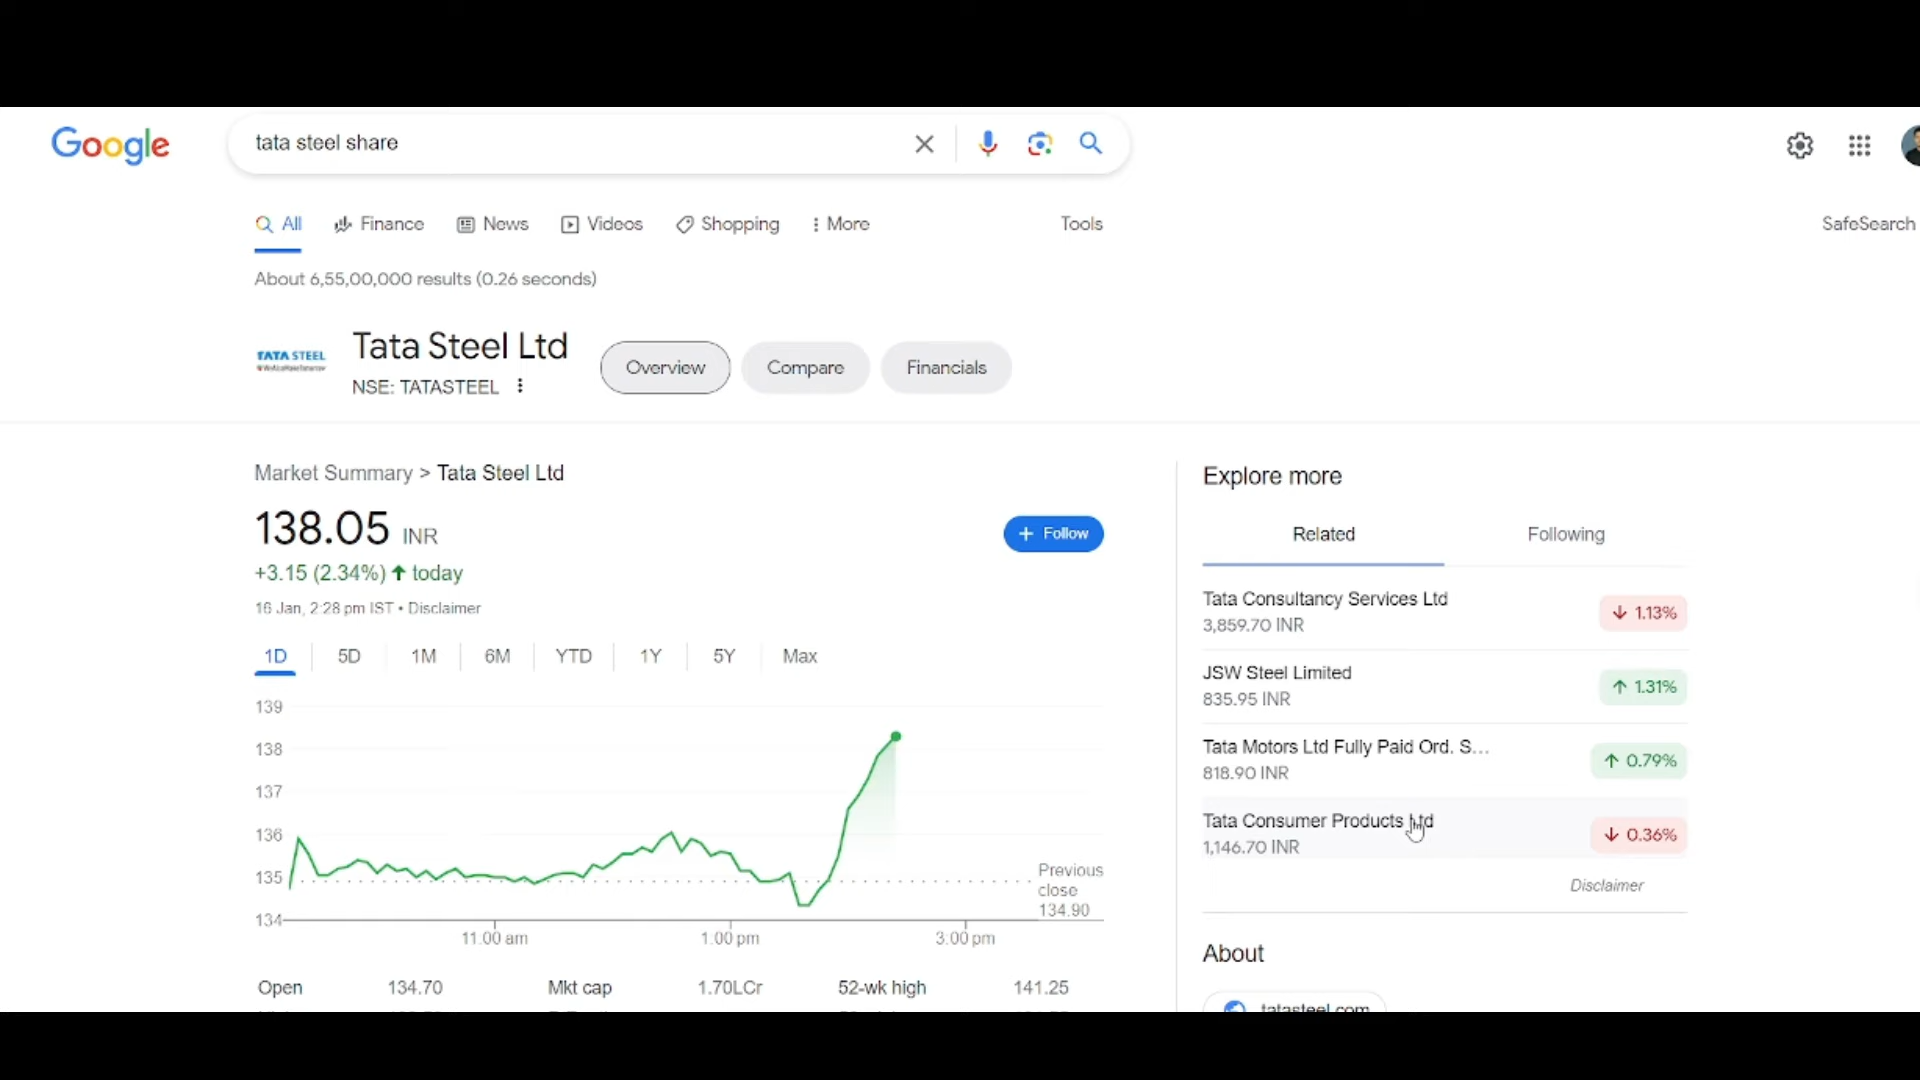 Google
tata steel share
All Finance News Videos Shopping More Tools SafeSearch
About 6,55,00,000 results (0.26 seconds)
TATA STEEL
Tata Steel Ltd
NSE: TATASTEEL
Overview Compare Financials
Market Summary > Tata Steel Ltd
138.05 INR
+ Follow
+3.15 (2.34%) ↑ today
16 Jan, 2:28 pm IST • Disclaimer
1D 5D 1M 6M YTD 1Y 5Y Max
139
138
137
136
135
134
Previous
close
134.90
11:00 am 1:00 pm 3:00 pm
Open 134.70 Mkt cap 1.70LCr 52-wk high 141.25
Explore more
Related Following
Tata Consultancy Services Ltd
3,859.70 INR
↓ 1.13%
JSW Steel Limited
835.95 INR
↑ 1.31%
Tata Motors Ltd Fully Paid Ord. S...
818.90 INR
↑ 0.79%
Tata Consumer Products Ltd
1,146.70 INR
↓ 0.36%
Disclaimer
About
tatasteel.com